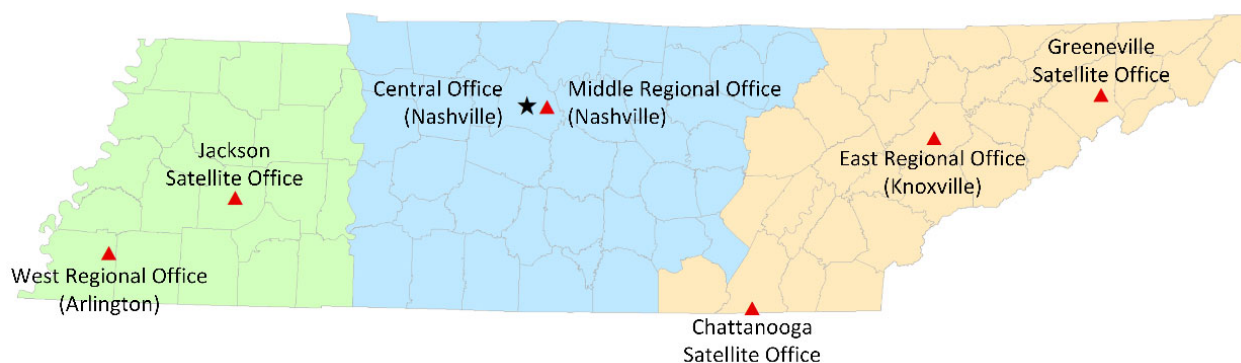 Greeneville
Satellite Office
Central Office
(Nashville)
Middle Regional Office
(Nashville)
Jackson
Satellite Office
East Regional Office
(Knoxville)
West Regional Office
(Arlington)
Chattanooga
Satellite Office